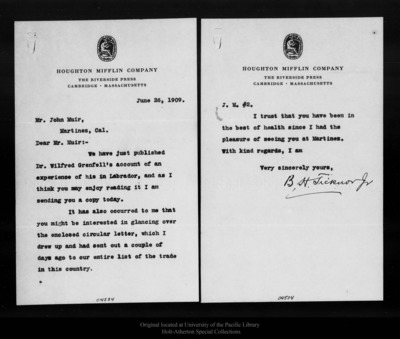 HOUGHTON MIFFLIN COMPANY
THE RIVERSIDE PRESS
CAMBRIDGE · MASSACHUSETTS
June 26, 1909.
Mr. John Muir,
Martinez, Cal.
Dear Mr. Muir:-
We have just published
Dr. Wilfred Grenfell's account of an
experience of his in Labrador, and as I
think you may enjoy reading it I am
sending you a copy today.
It has also occurred to me that
you might be interested in glancing over
the enclosed circular letter, which I
drew up and had sent out a couple of
days ago to our entire list of the trade
in this country.
HOUGHTON MIFFLIN COMPANY
THE RIVERSIDE PRESS
CAMBRIDGE · MASSACHUSETTS
J. M. #2.
I trust that you have been in
the best of health since I had the
pleasure of seeing you at Martinez.
With kind regards, I am
Very sincerely yours,
B. H. Ticknor Jr
Original located at University of the Pacific Library
Holt-Atherton Special Collections